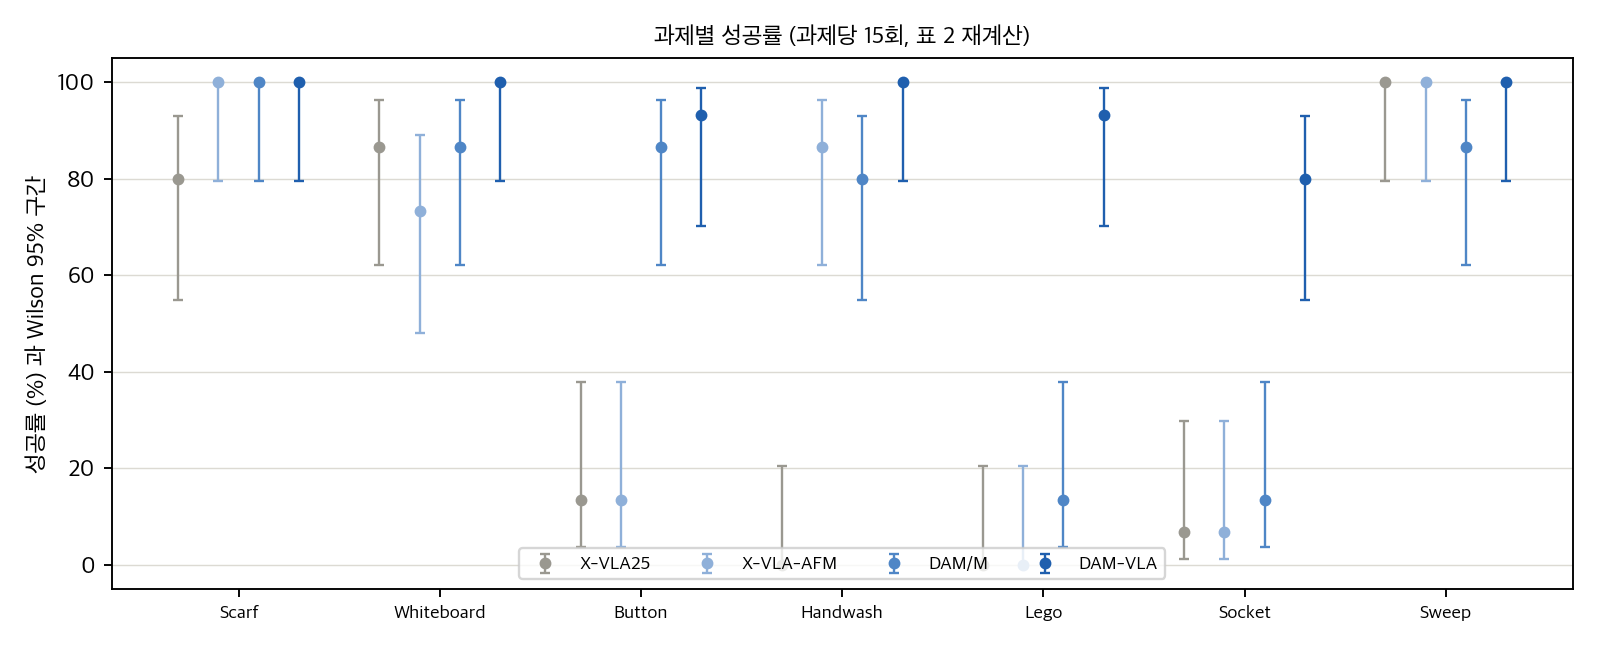 과제별 성공률 (과제당 15회, 표 2 재계산)
성공률 (%) 과 Wilson 95% 구간
100
80
60
40
20
0
X-VLA25 X-VLA-AFM DAM/M DAM-VLA
Scarf Whiteboard Button Handwash Lego Socket Sweep